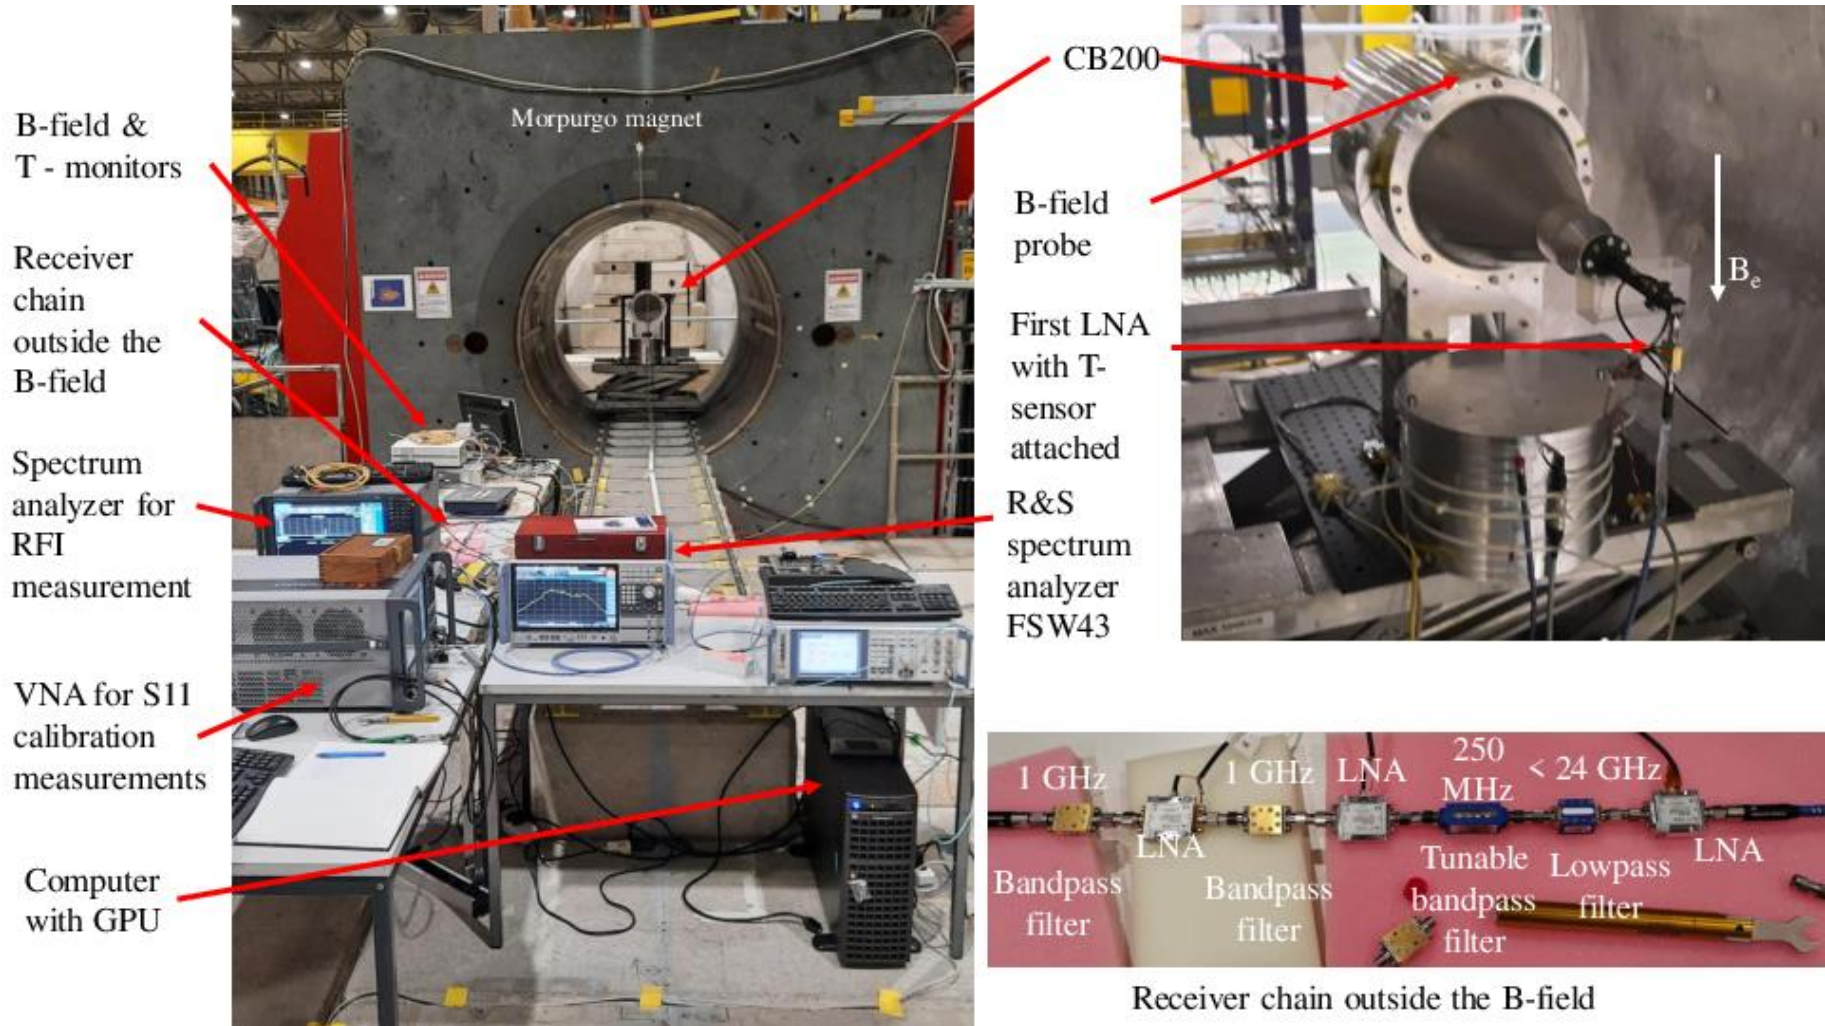 B-field &
T - monitors
Receiver
chain
outside the
B-field
Spectrum
analyzer for
RFI
measurement
VNA for S11
calibration
measurements
Computer
with GPU
Morpurgo magnet
CB200
B-field
probe
First LNA
with T-
sensor
attached
R&S
spectrum
analyzer
FSW43
B_e
1 GHz
LNA
1 GHz
LNA
250
MHz
< 24 GHz
LNA
Bandpass
filter
Bandpass
filter
Tunable
bandpass
filter
Lowpass
filter
Receiver chain outside the B-field